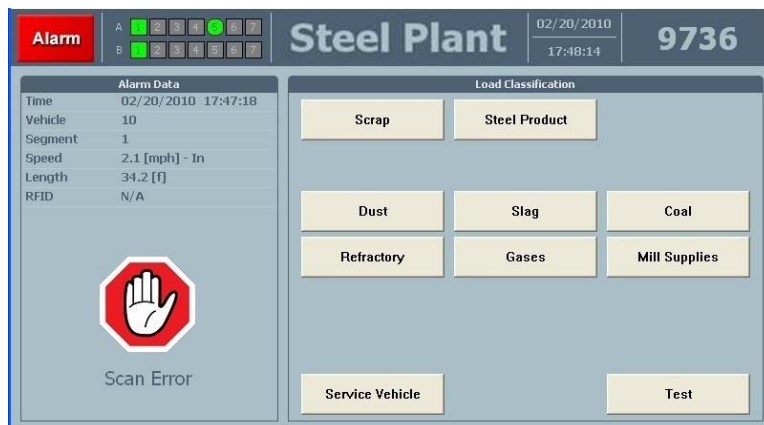 Alarm
A 1 2 3 4 5 6 7
B 1 2 3 4 5 6 7
Steel Plant
02/20/2010
17:48:14
9736
Alarm Data
Time 02/20/2010 17:47:18
Vehicle 10
Segment 1
Speed 2.1 [mph] - In
Length 34.2 [f]
RFID N/A
Scan Error
Load Classification
Scrap Steel Product
Dust Slag Coal
Refractory Gases Mill Supplies
Service Vehicle Test